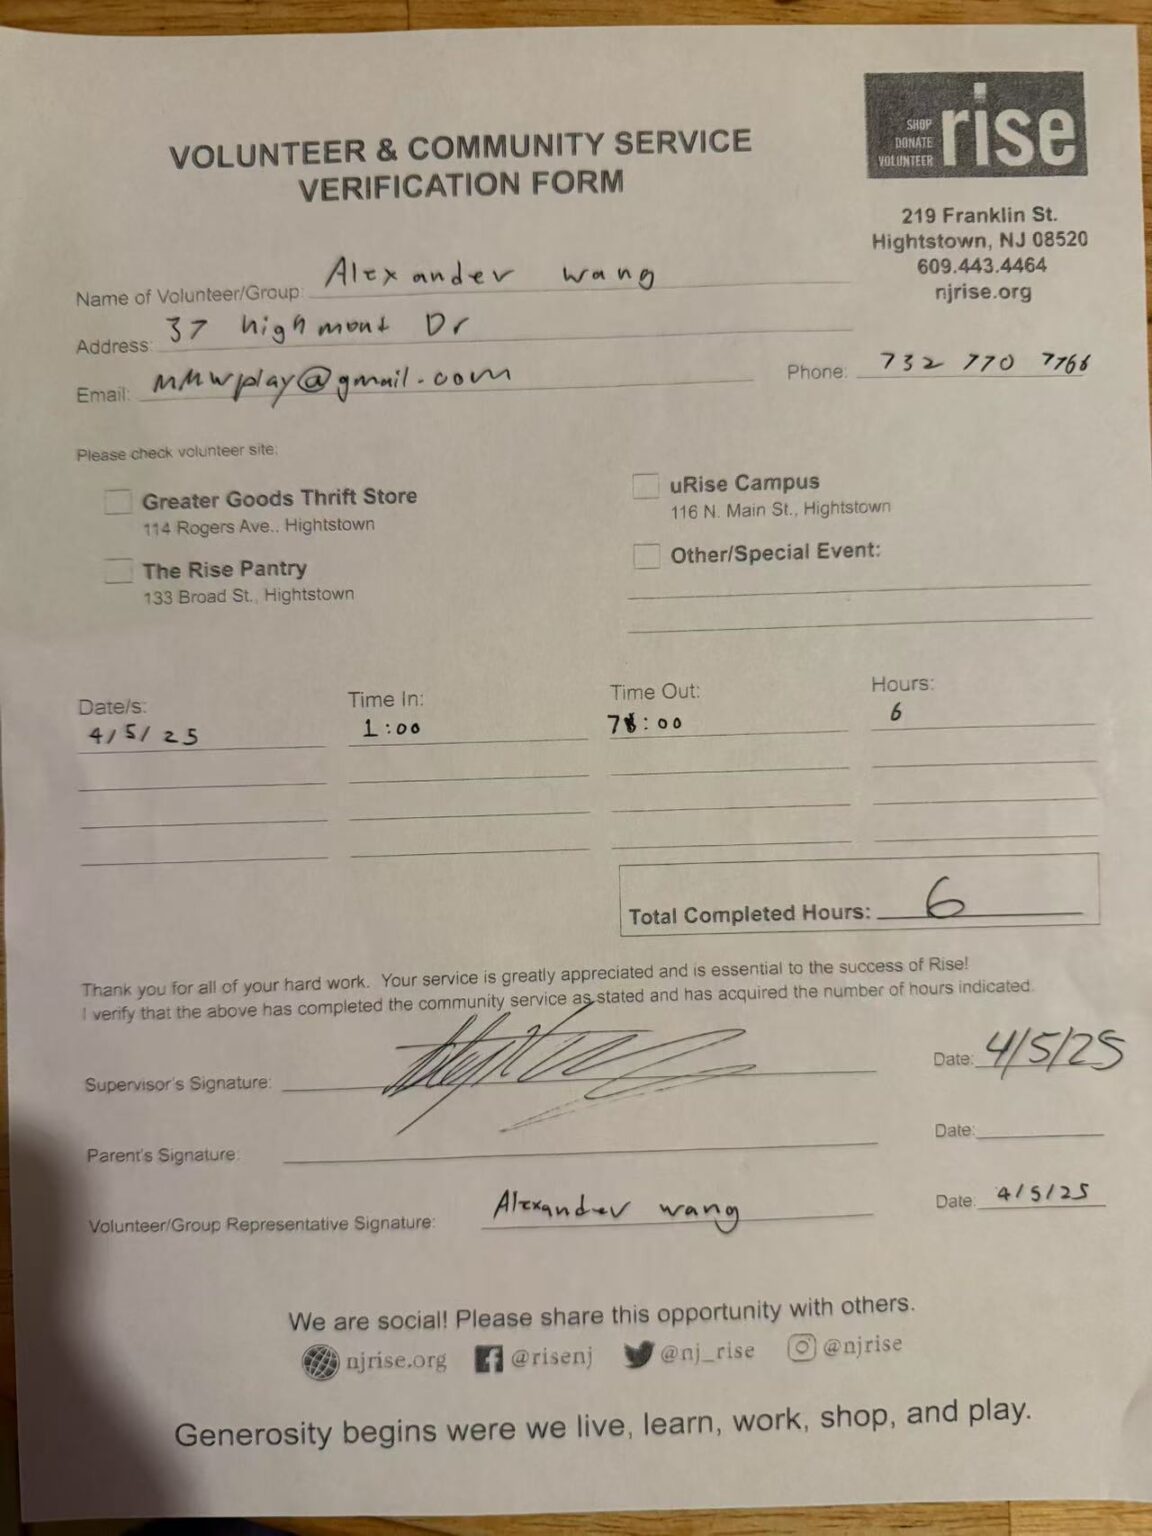 VOLUNTEER & COMMUNITY SERVICE
VERIFICATION FORM
SHOP
DONATE
VOLUNTEER
rise
219 Franklin St.
Hightstown, NJ 08520
609.443.4464
njrise.org
Name of Volunteer/Group: Alexander wang
Address: 37 highmont Dr
Email: mmwplay@gmail.com Phone: 732 770 7766
Please check volunteer site:
Greater Goods Thrift Store
114 Rogers Ave., Hightstown
uRise Campus
116 N. Main St., Hightstown
The Rise Pantry
133 Broad St., Hightstown
Other/Special Event:
Date/s: Time In: Time Out: Hours:
4/5/25 1:00 7:00 6
Total Completed Hours: 6
Thank you for all of your hard work. Your service is greatly appreciated and is essential to the success of Rise!
I verify that the above has completed the community service as stated and has acquired the number of hours indicated.
Supervisor's Signature: Date: 4/5/25
Parent's Signature: Date:
Volunteer/Group Representative Signature: Alexander wang Date: 4/5/25
We are social! Please share this opportunity with others.
njrise.org @risenj @nj_rise @njrise
Generosity begins were we live, learn, work, shop, and play.